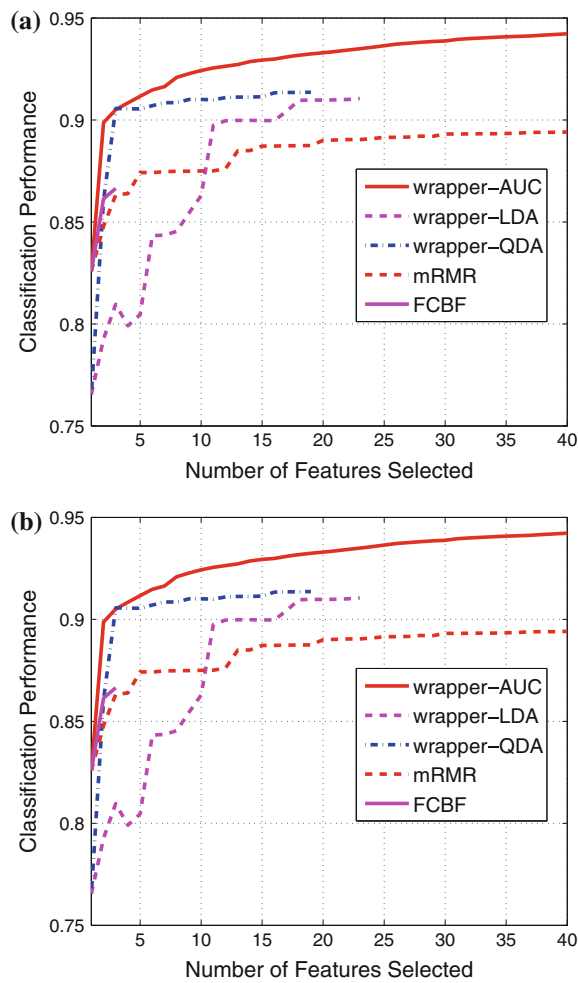 (a)
0.95
0.9
0.85
0.8
0.75
Classification Performance
wrapper–AUC
wrapper–LDA
wrapper–QDA
mRMR
FCBF
5 10 15 20 25 30 35 40
Number of Features Selected
(b)
0.95
0.9
0.85
0.8
0.75
Classification Performance
wrapper–AUC
wrapper–LDA
wrapper–QDA
mRMR
FCBF
5 10 15 20 25 30 35 40
Number of Features Selected